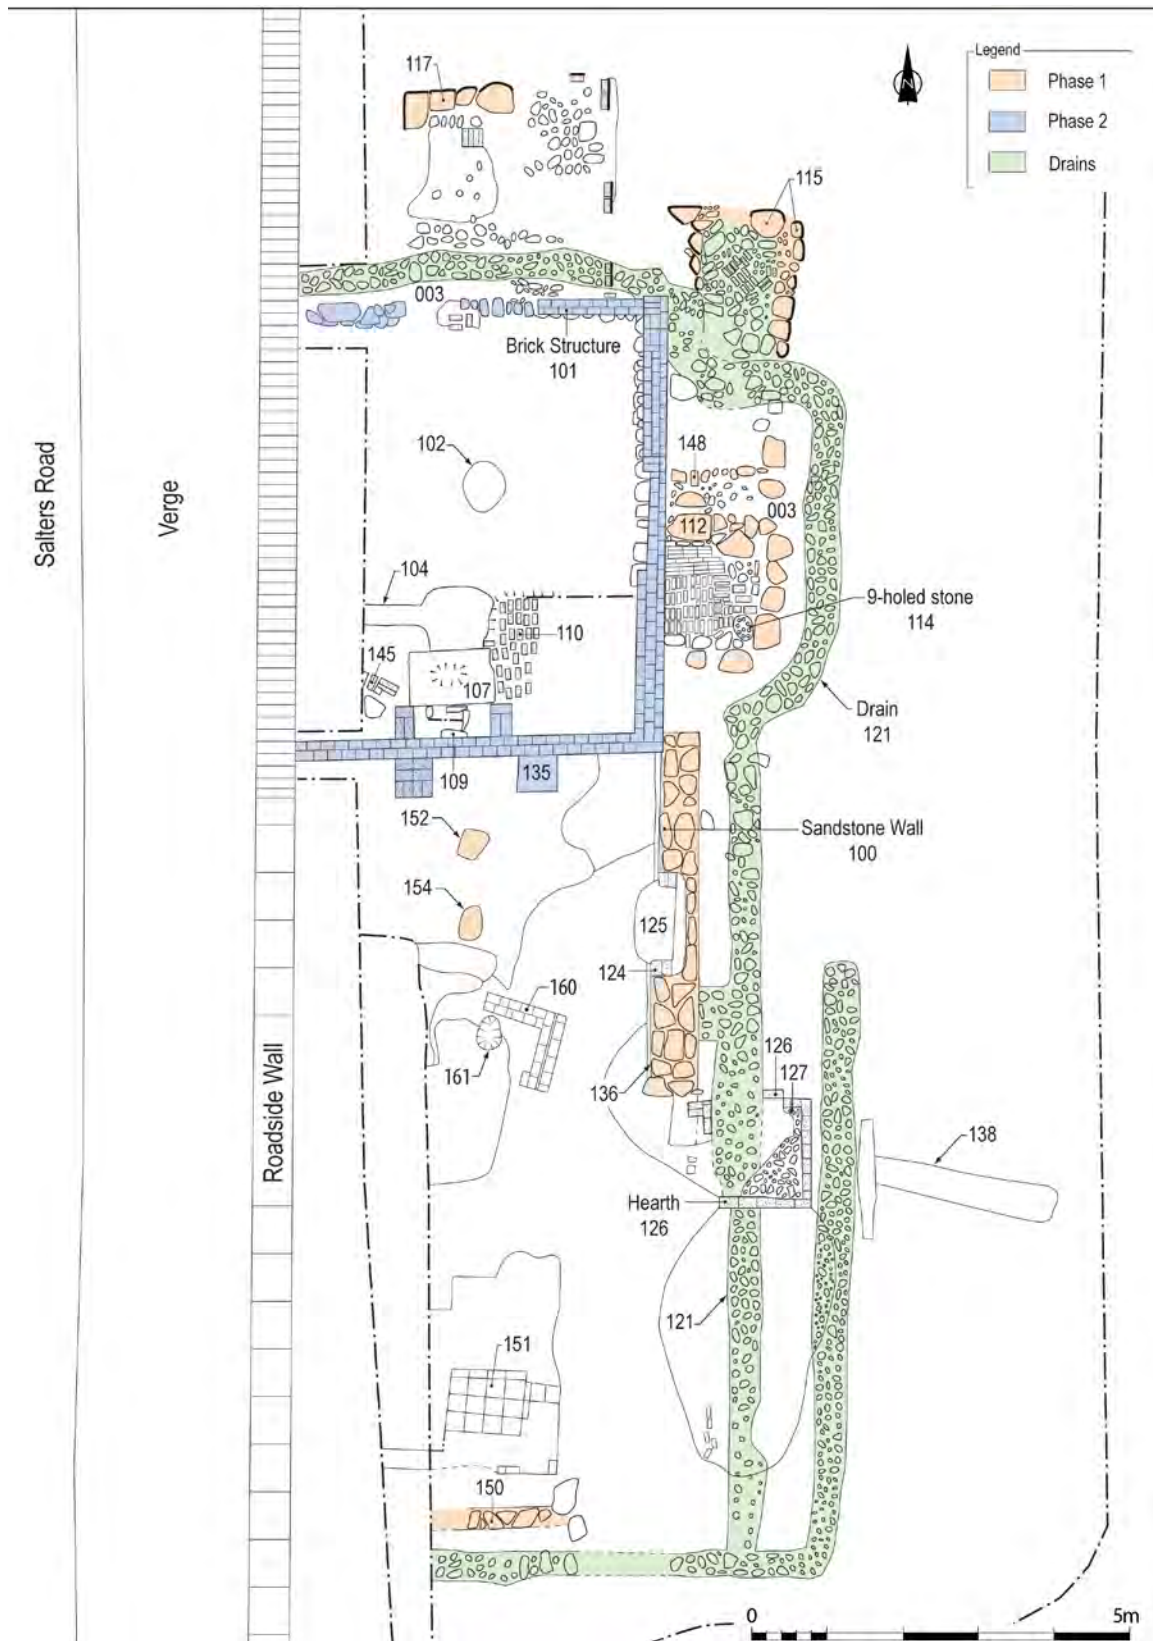 Legend
Phase 1
Phase 2
Drains
117
115
003
Brick Structure
101
102
148
003
112
104
9-holed stone
114
110
145
107
Drain
121
109
135
Salters Road
Verge
152
Sandstone Wall
100
154
125
124
160
161
136
126
127
138
Roadside Wall
Hearth
126
121
151
150
0
5m
N